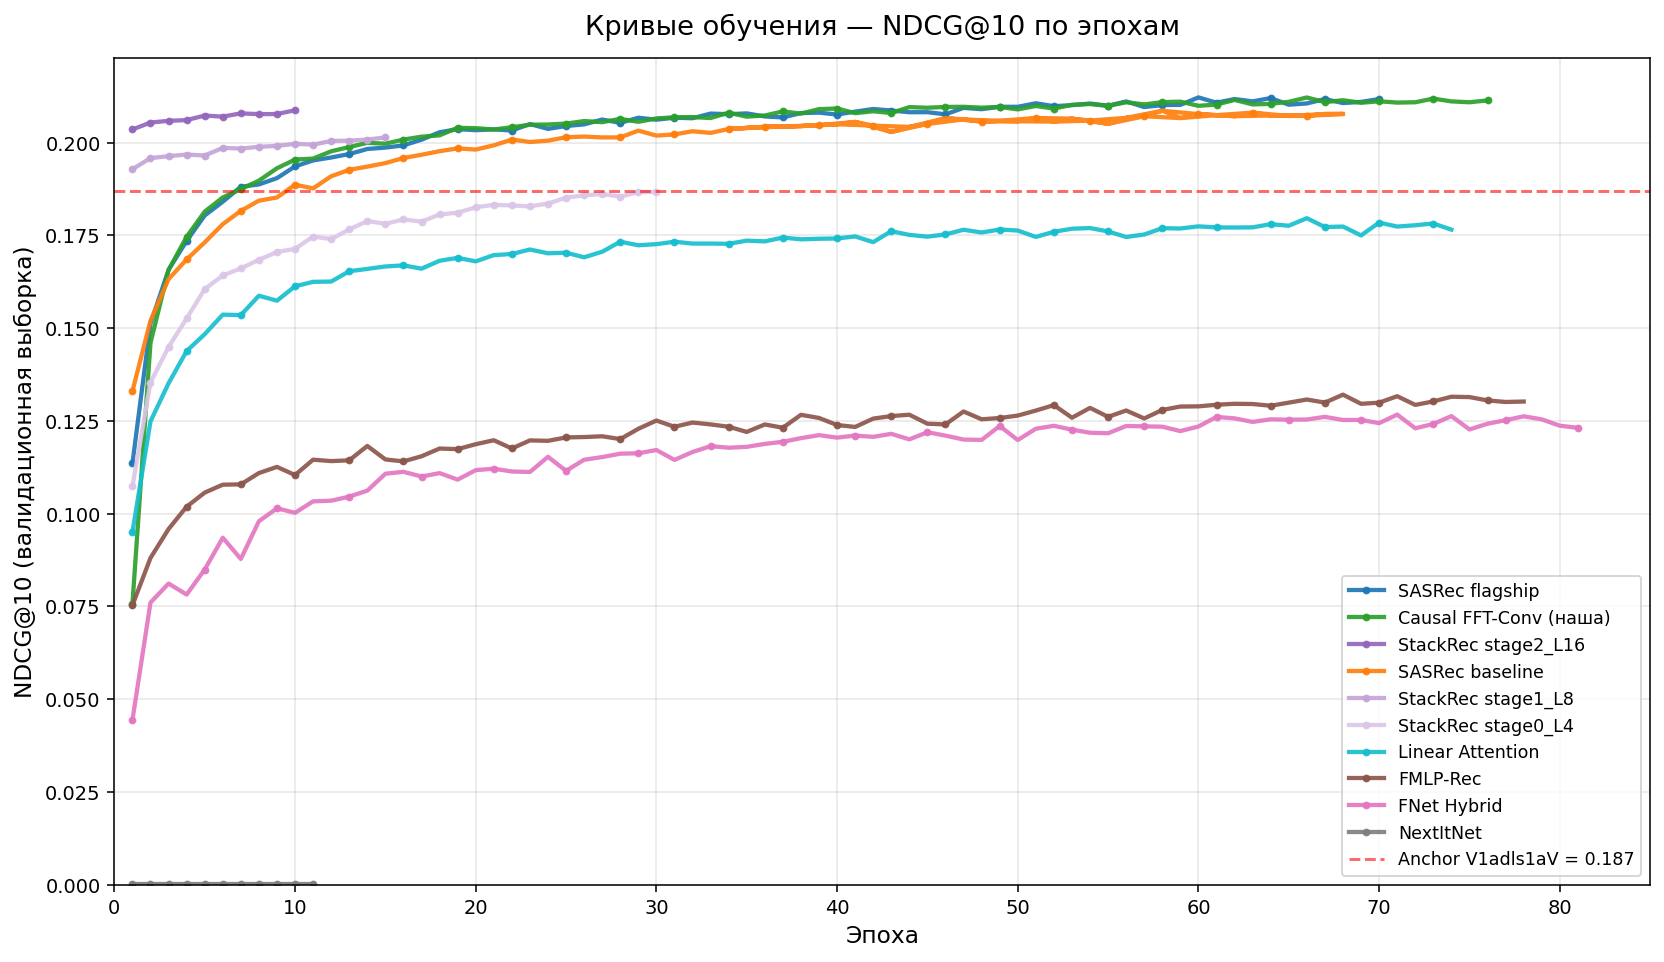 Кривые обучения — NDCG@10 по эпохам
NDCG@10 (валидационная выборка)
0.200
0.175
0.150
0.125
0.100
0.075
0.050
0.025
0.000
0
10
20
30
40
50
60
70
80
Эпоха
SASRec flagship
Causal FFT-Conv (наша)
StackRec stage2_L16
SASRec baseline
StackRec stage1_L8
StackRec stage0_L4
Linear Attention
FMLP-Rec
FNet Hybrid
NextItNet
Anchor V1adls1aV = 0.187